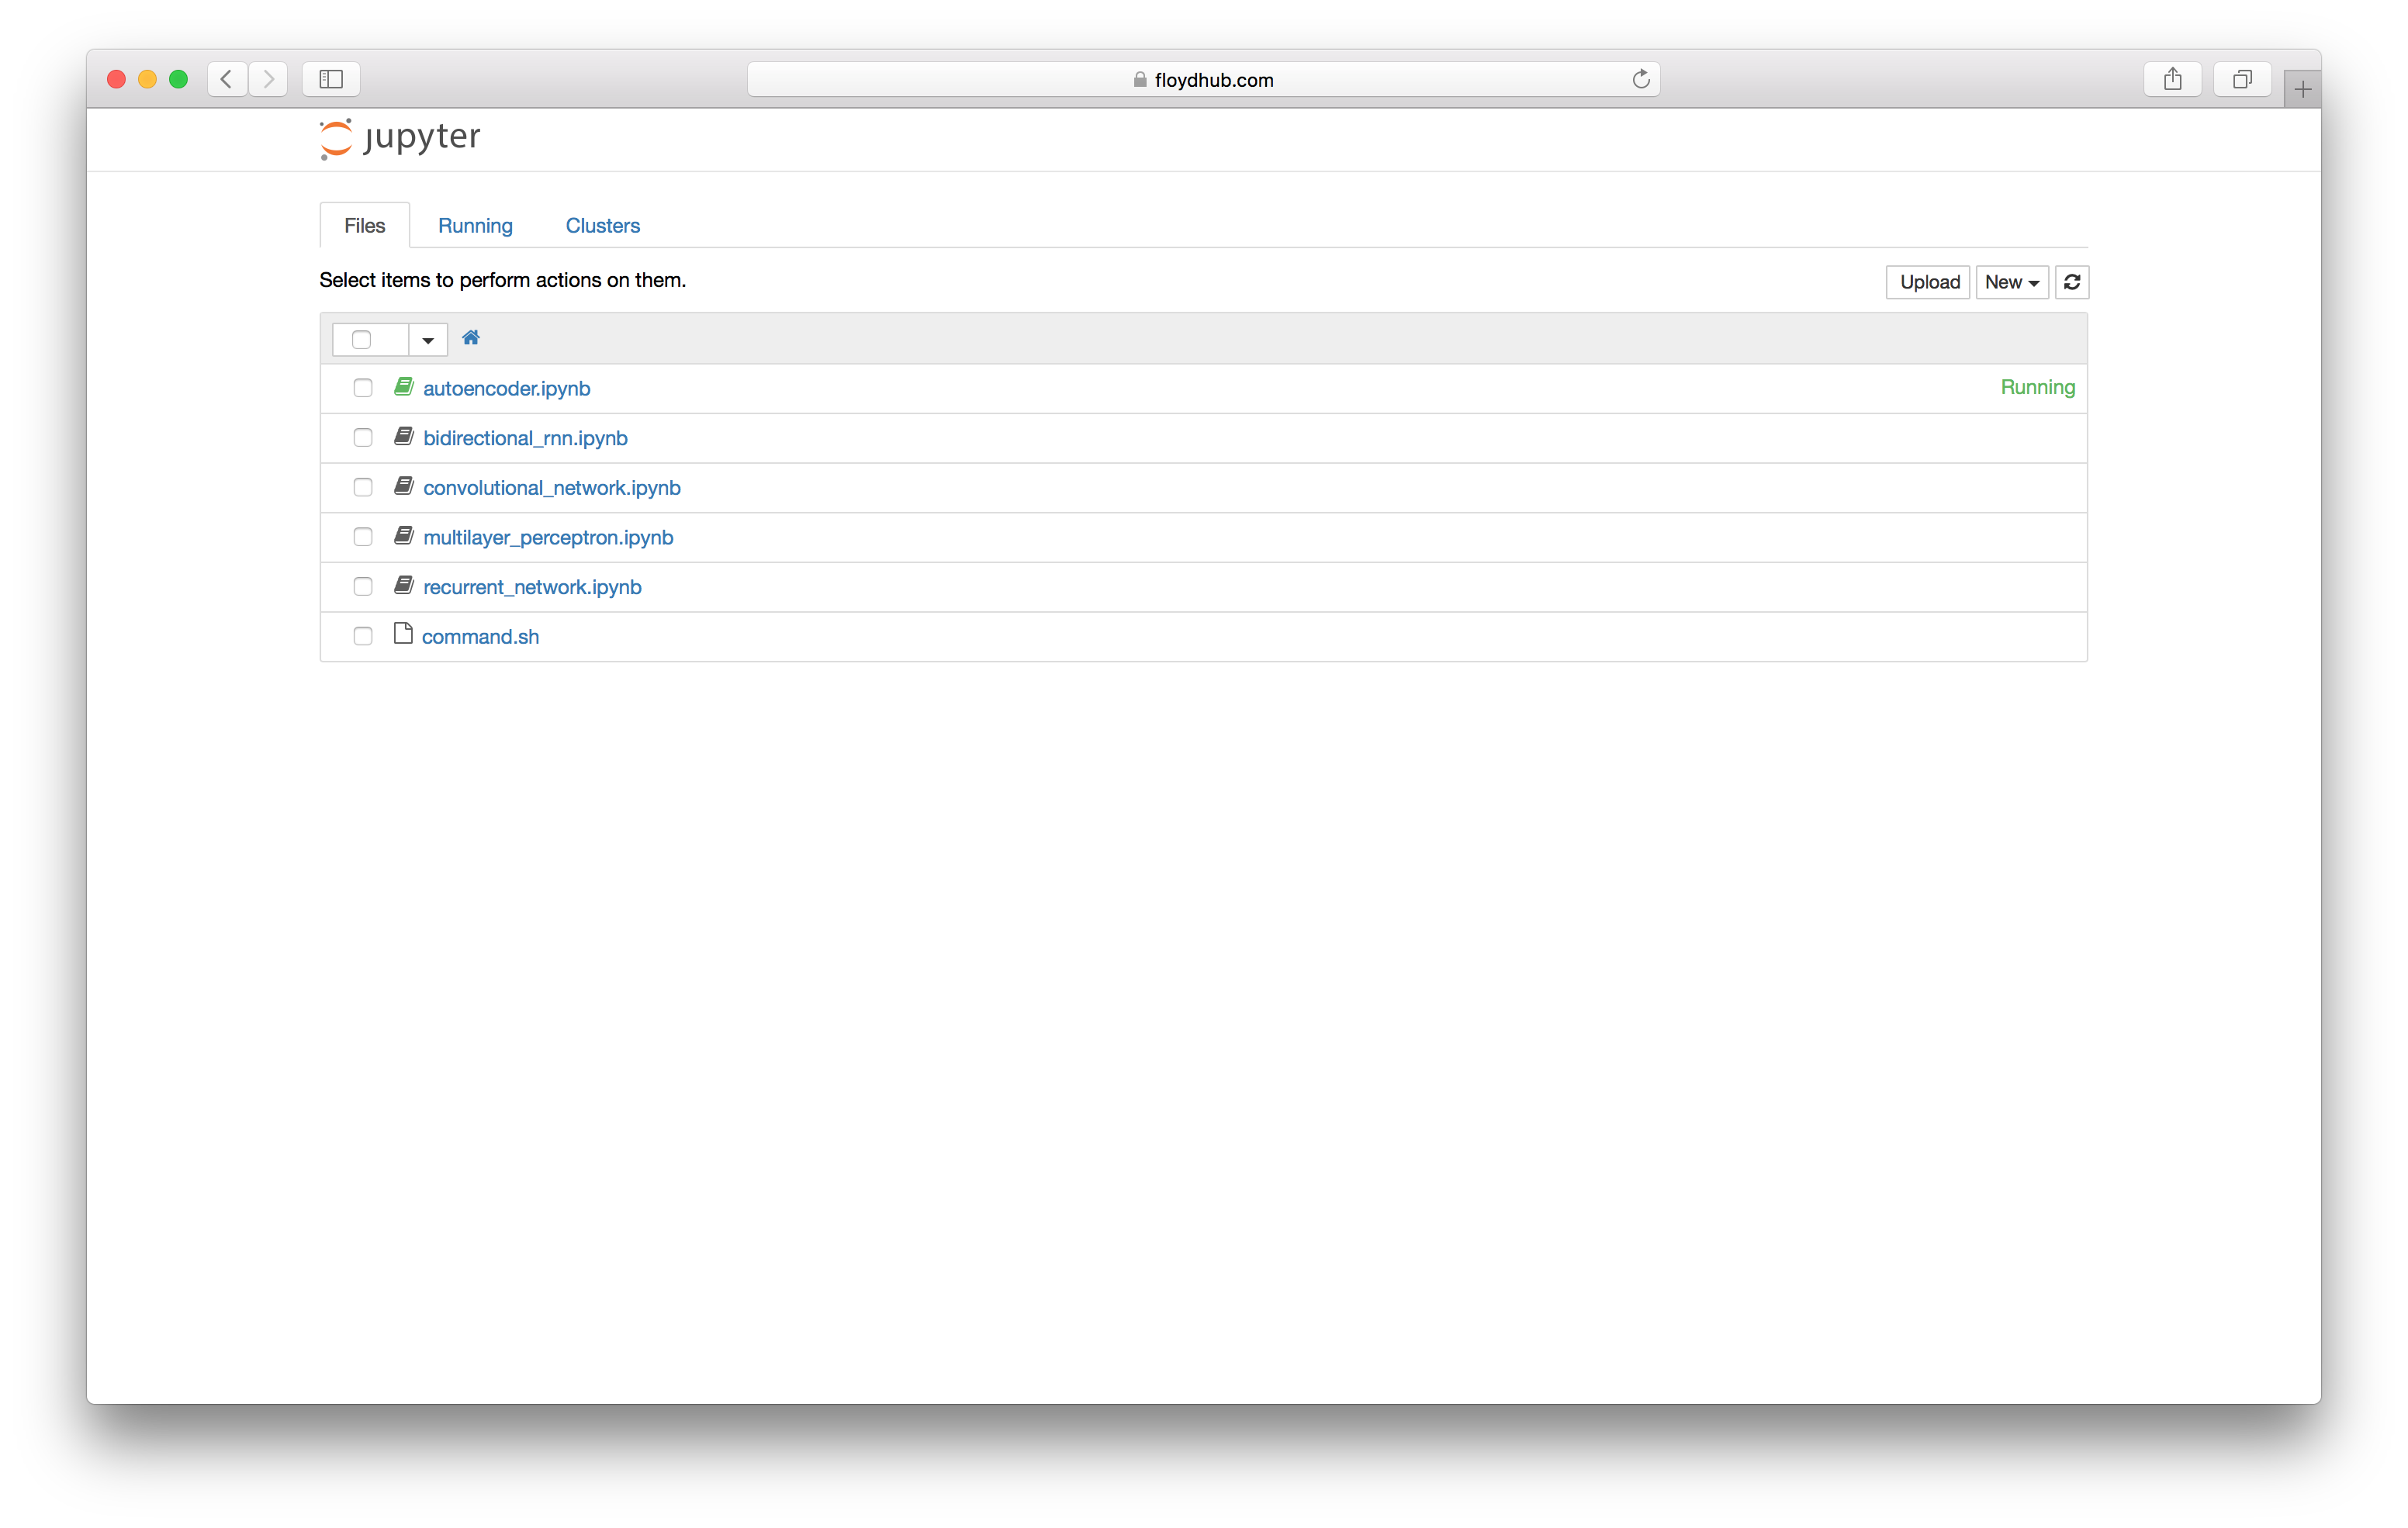 floydhub.com
jupyter
Files Running Clusters
Select items to perform actions on them. Upload New
autoencoder.ipynb Running
bidirectional_rnn.ipynb
convolutional_network.ipynb
multilayer_perceptron.ipynb
recurrent_network.ipynb
command.sh